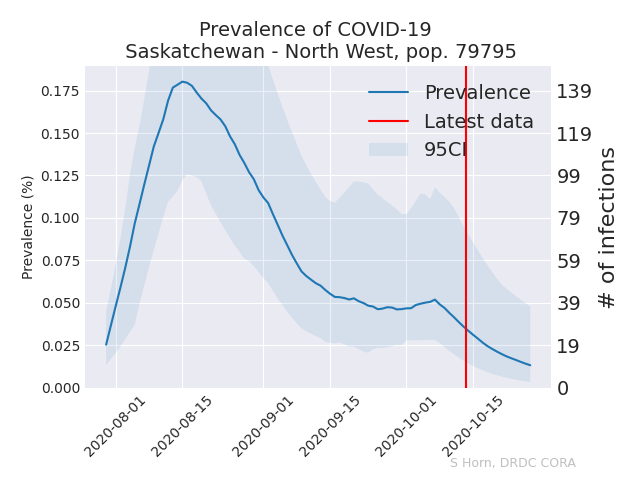 Prevalence of COVID-19
Saskatchewan - North West, pop. 79795
Prevalence (%)
0.175
0.150
0.125
0.100
0.075
0.050
0.025
0.000
Prevalence
Latest data
95CI
139
119
99
79
59
39
19
0
# of infections
2020-08-01
2020-08-15
2020-09-01
2020-09-15
2020-10-01
2020-10-15
S Horn, DRDC CORA